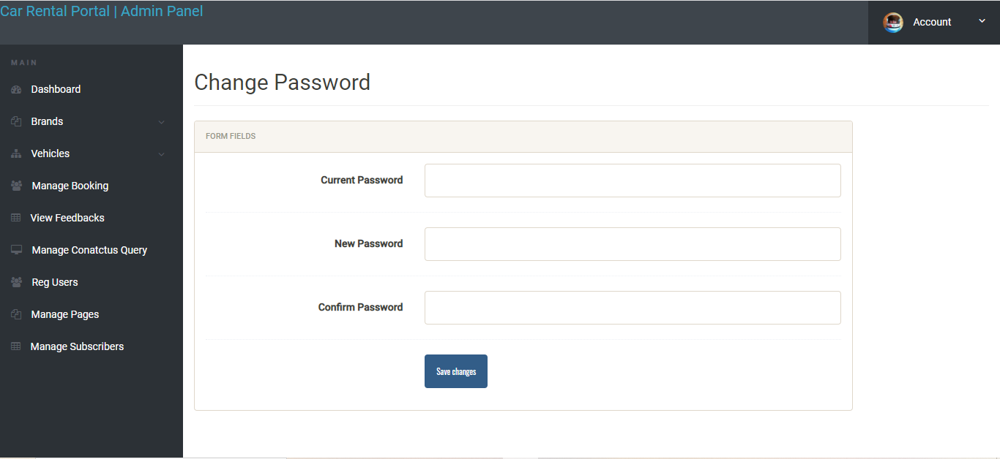 Car Rental Portal | Admin Panel
Account
MAIN
Dashboard
Brands
Vehicles
Manage Booking
View Feedbacks
Manage Conatctus Query
Reg Users
Manage Pages
Manage Subscribers
Change Password
FORM FIELDS
Current Password
New Password
Confirm Password
Save changes